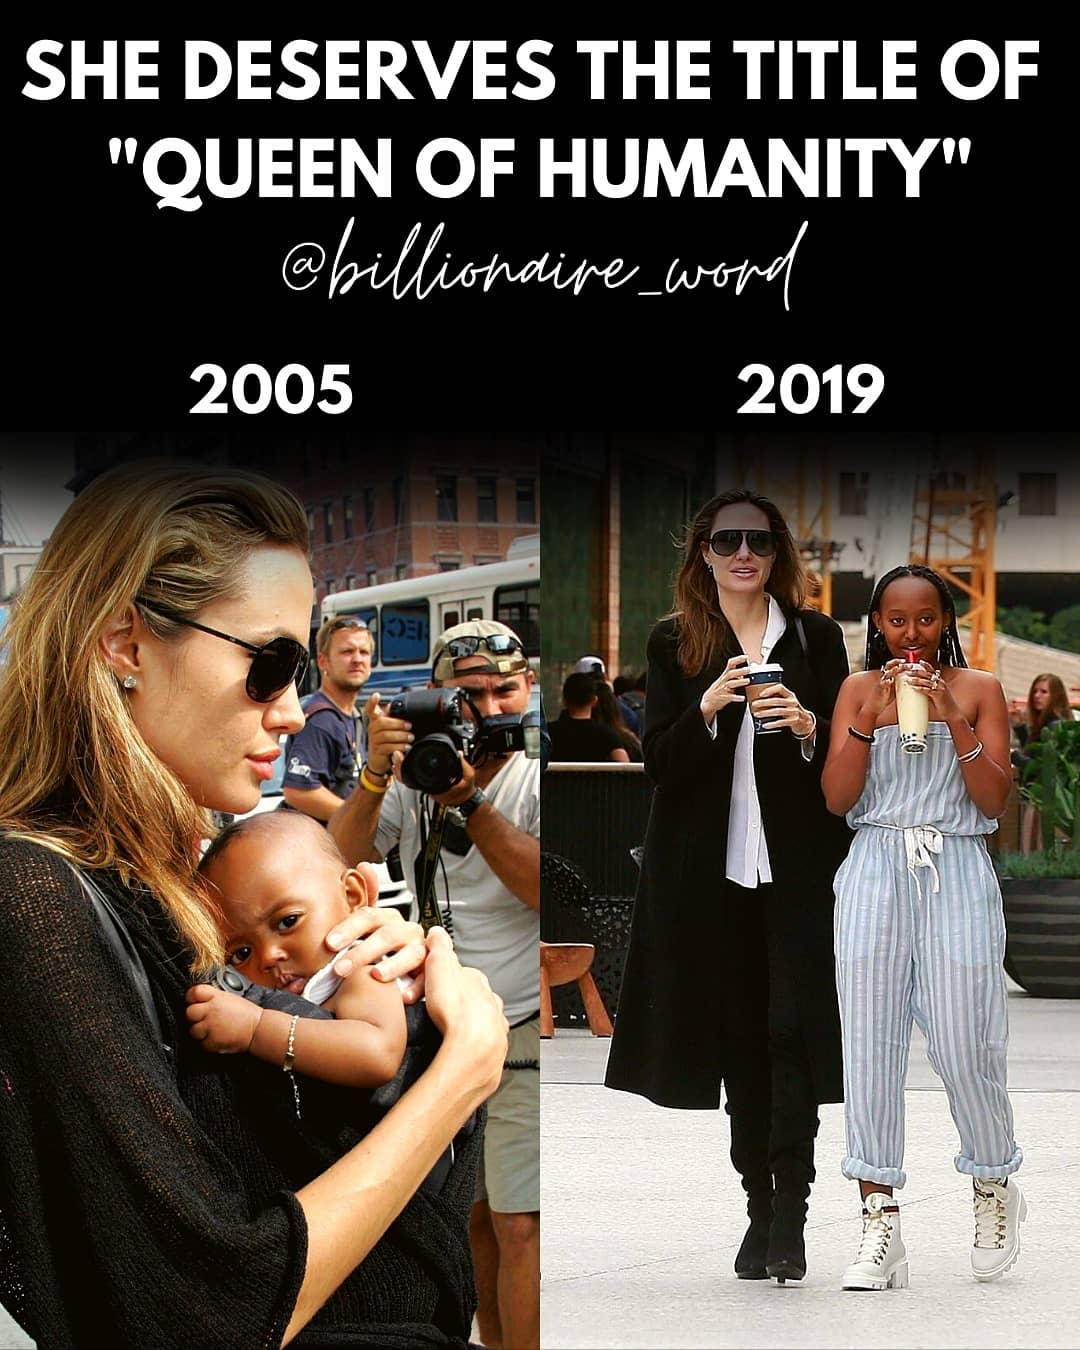 SHE DESERVES THE TITLE OF
"QUEEN OF HUMANITY"
@billionaire_word
2005
2019